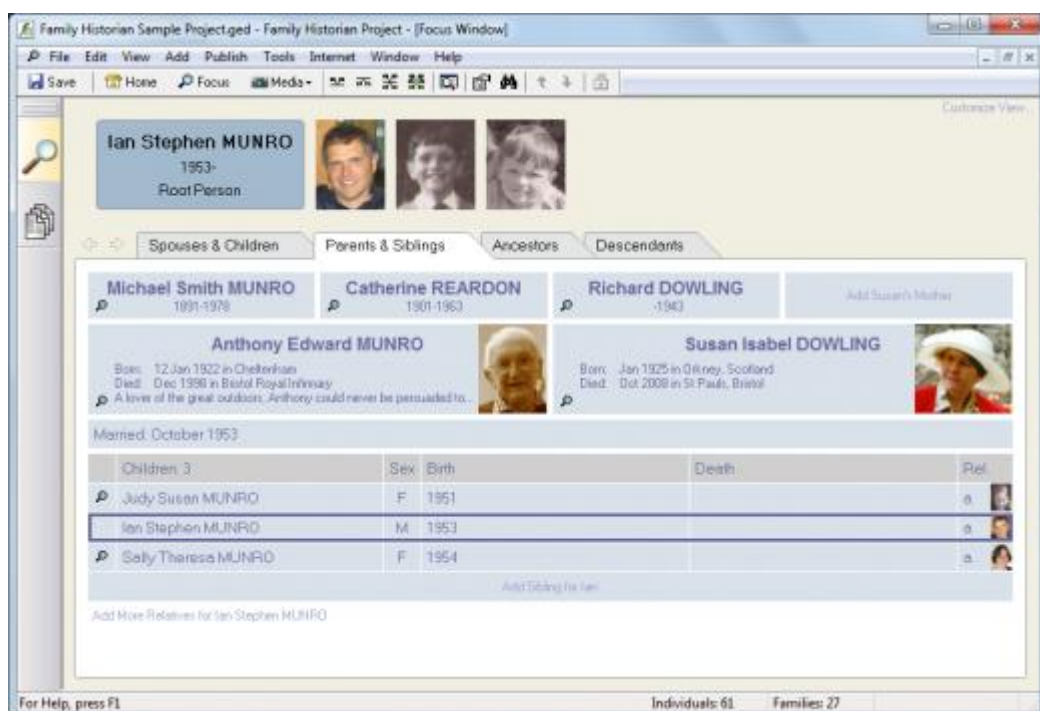 Family Historian Sample Project.ged - Family Historian Project - [Focus Window]
File Edit View Add Publish Tools Internet Window Help
Save Home Focus Media
Customize View...
Ian Stephen MUNRO
1953-
Root Person
Spouses & Children Parents & Siblings Ancestors Descendants
Michael Smith MUNRO Catherine REARDON Richard DOWLING Add Susan's Mother
1891-1978 1901-1963 -1943
Anthony Edward MUNRO Susan Isabel DOWLING
Born: 12 Jan 1922 in Cheltenham Born: Jan 1925 in Orkney, Scotland
Died: Dec 1998 in Bristol Royal Infirmary Died: Oct 2008 in St Pauls, Bristol
A lover of the great outdoors, Anthony could never be persuaded to...
Married: October 1953
Children: 3 Sex Birth Death Rel.
Judy Susan MUNRO F 1951 a.
Ian Stephen MUNRO M 1953 a.
Sally Theresa MUNRO F 1954 a.
Add Sibling for Ian
Add More Relatives for Ian Stephen MUNRO
For Help, press F1 Individuals: 61 Families: 27